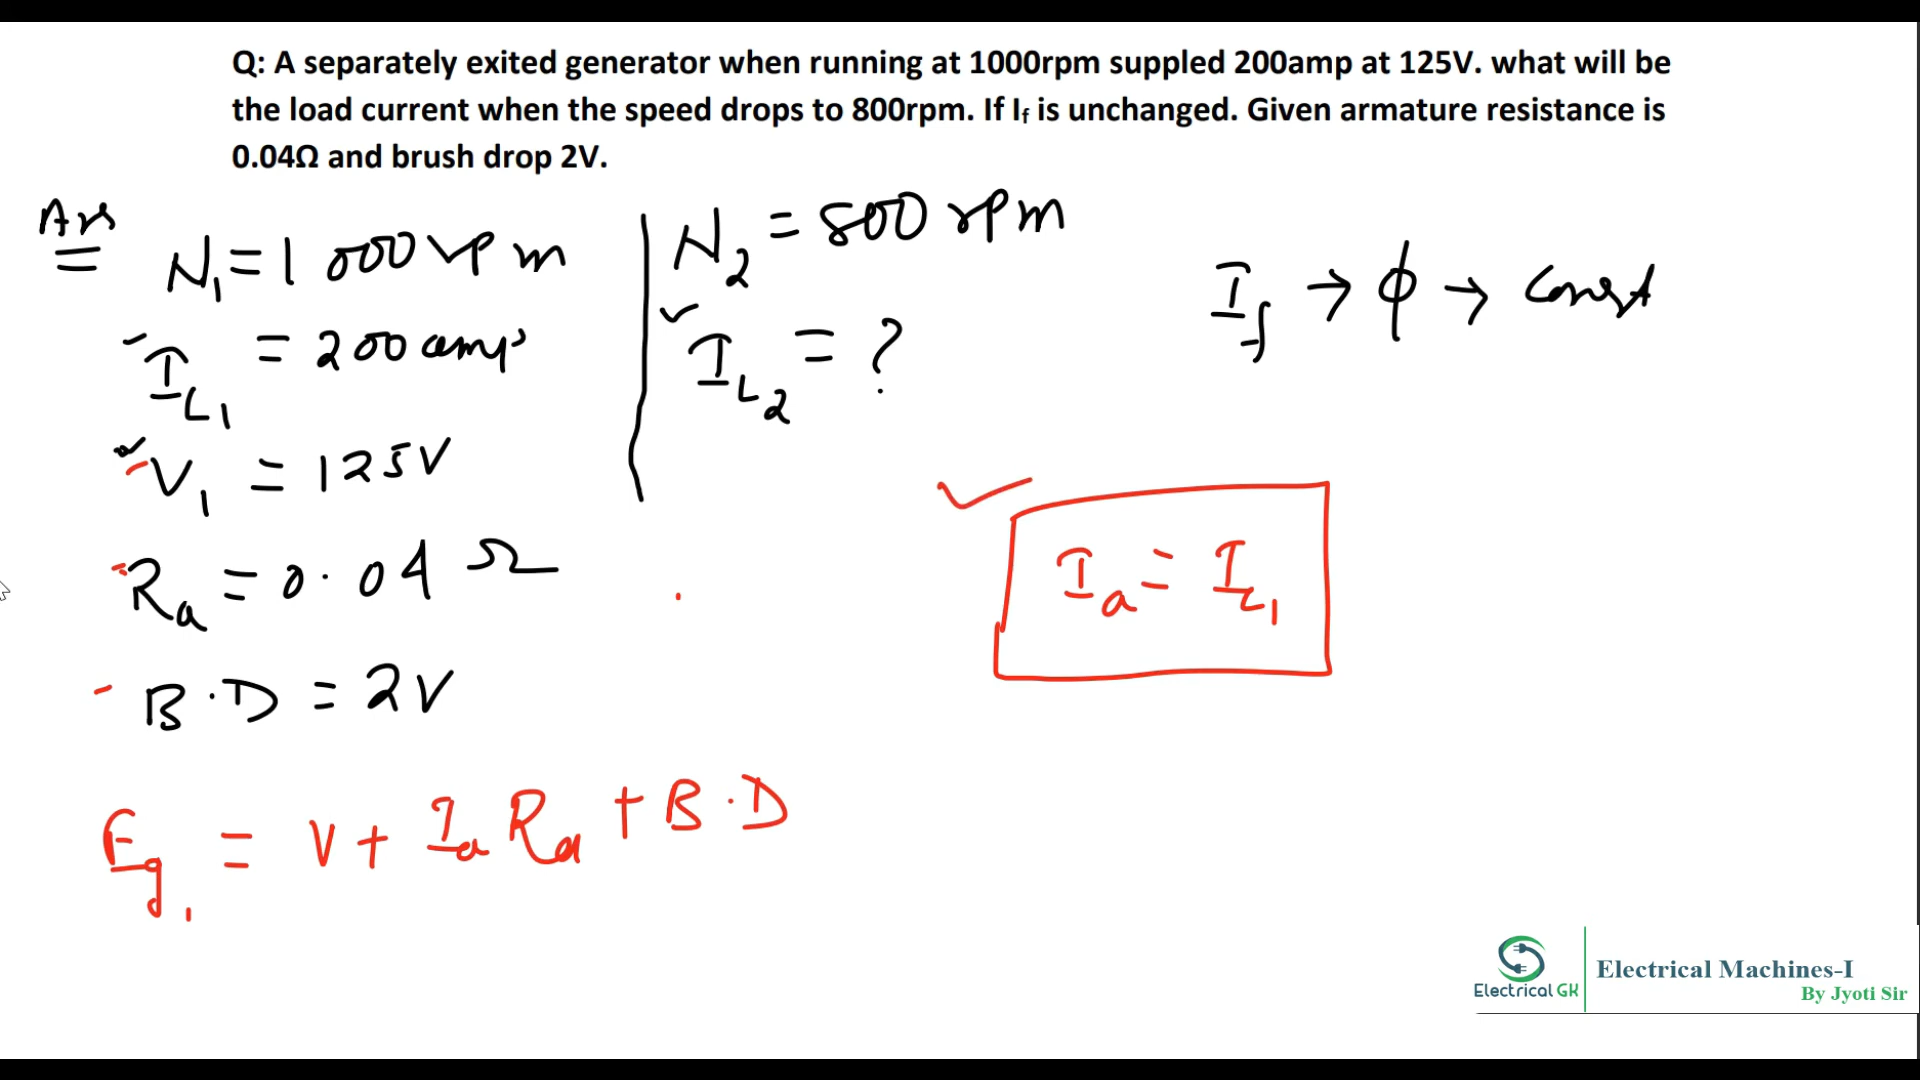 Q: A separately exited generator when running at 1000rpm suppled 200amp at 125V. what will be
the load current when the speed drops to 800rpm. If If is unchanged. Given armature resistance is
0.04Ω and brush drop 2V.
Ans
N1 = 1000 rpm
IL1 = 200 amp
V1 = 125V
Ra = 0.04 Ω
B.D = 2V
N2 = 800 rpm
IL2 = ?
If → ϕ → const
Ia = IL1
Eg1 = V + Ia Ra + B.D
Electrical GK
Electrical Machines-I
By Jyoti Sir